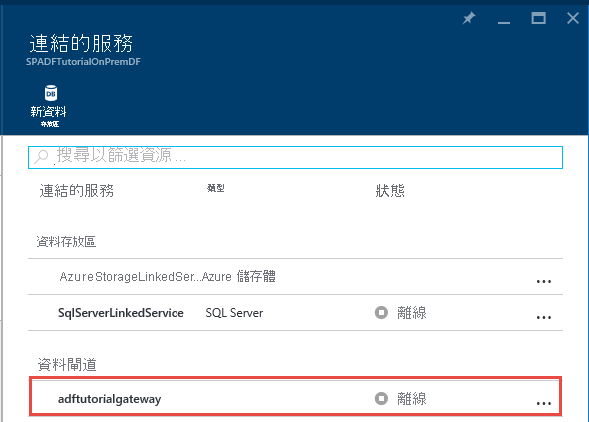 連結的服務
SPADFTutorialOnPremDF
DB
新資料
存放區
搜尋以篩選資源...
連結的服務 類型 狀態
資料存放區
AzureStorageLinkedSer...Azure 儲存體 ...
SqlServerLinkedService SQL Server 離線 ...
資料閘道
adftutorialgateway 離線 ...